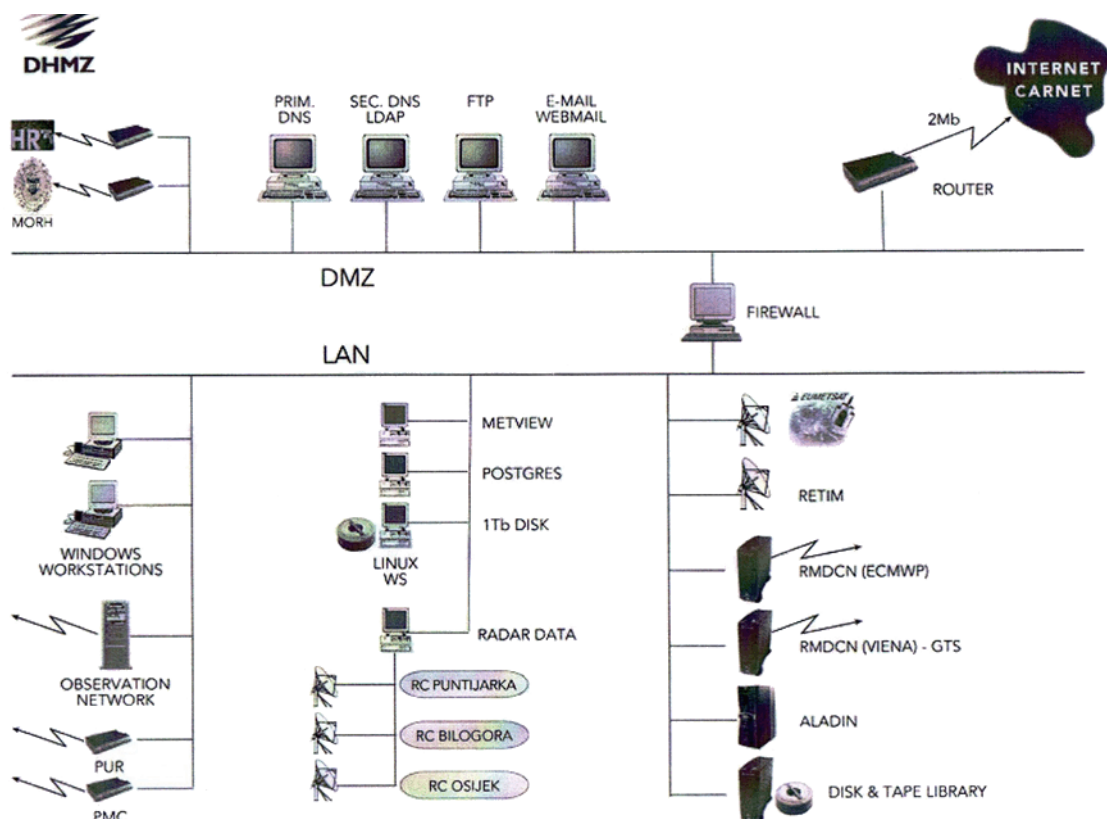 DHMZ
INTERNET
CARNET
PRIM.
DNS
SEC. DNS
LDAP
FTP
E-MAIL
WEBMAIL
2Mb
HR
ROUTER
MORH
DMZ
FIREWALL
LAN
EUMETSAT
METVIEW
POSTGRES
RETIM
1Tb DISK
WINDOWS
WORKSTATIONS
LINUX
WS
RMDCN (ECMWP)
RADAR DATA
RMDCN (VIENA) - GTS
OBSERVATION
NETWORK
RC PUNTIJARKA
RC BILOGORA
ALADIN
PUR
RC OSIJEK
DISK & TAPE LIBRARY
PMC